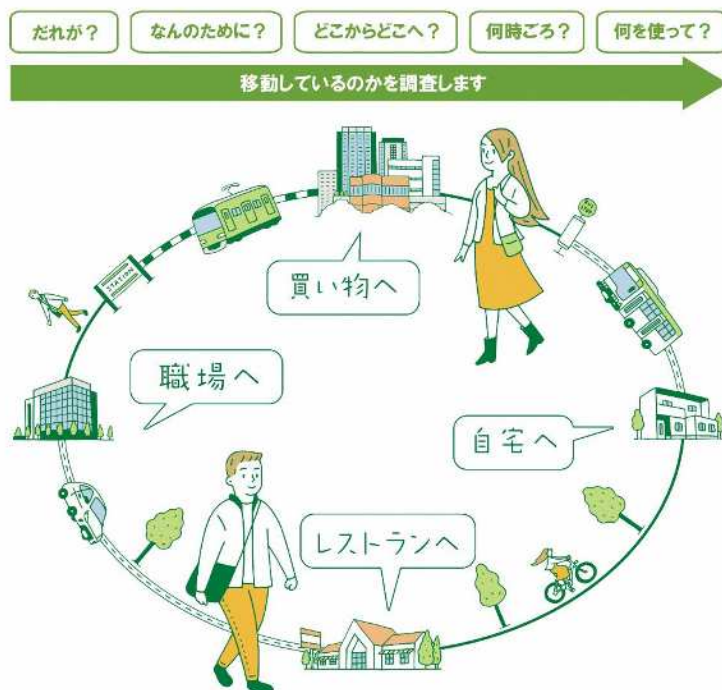 だれが？
なんのために？
どこからどこへ？
何時ごろ？
何を使って？
移動しているのかを調査します
買い物へ
STATION
職場へ
自宅へ
レストランへ